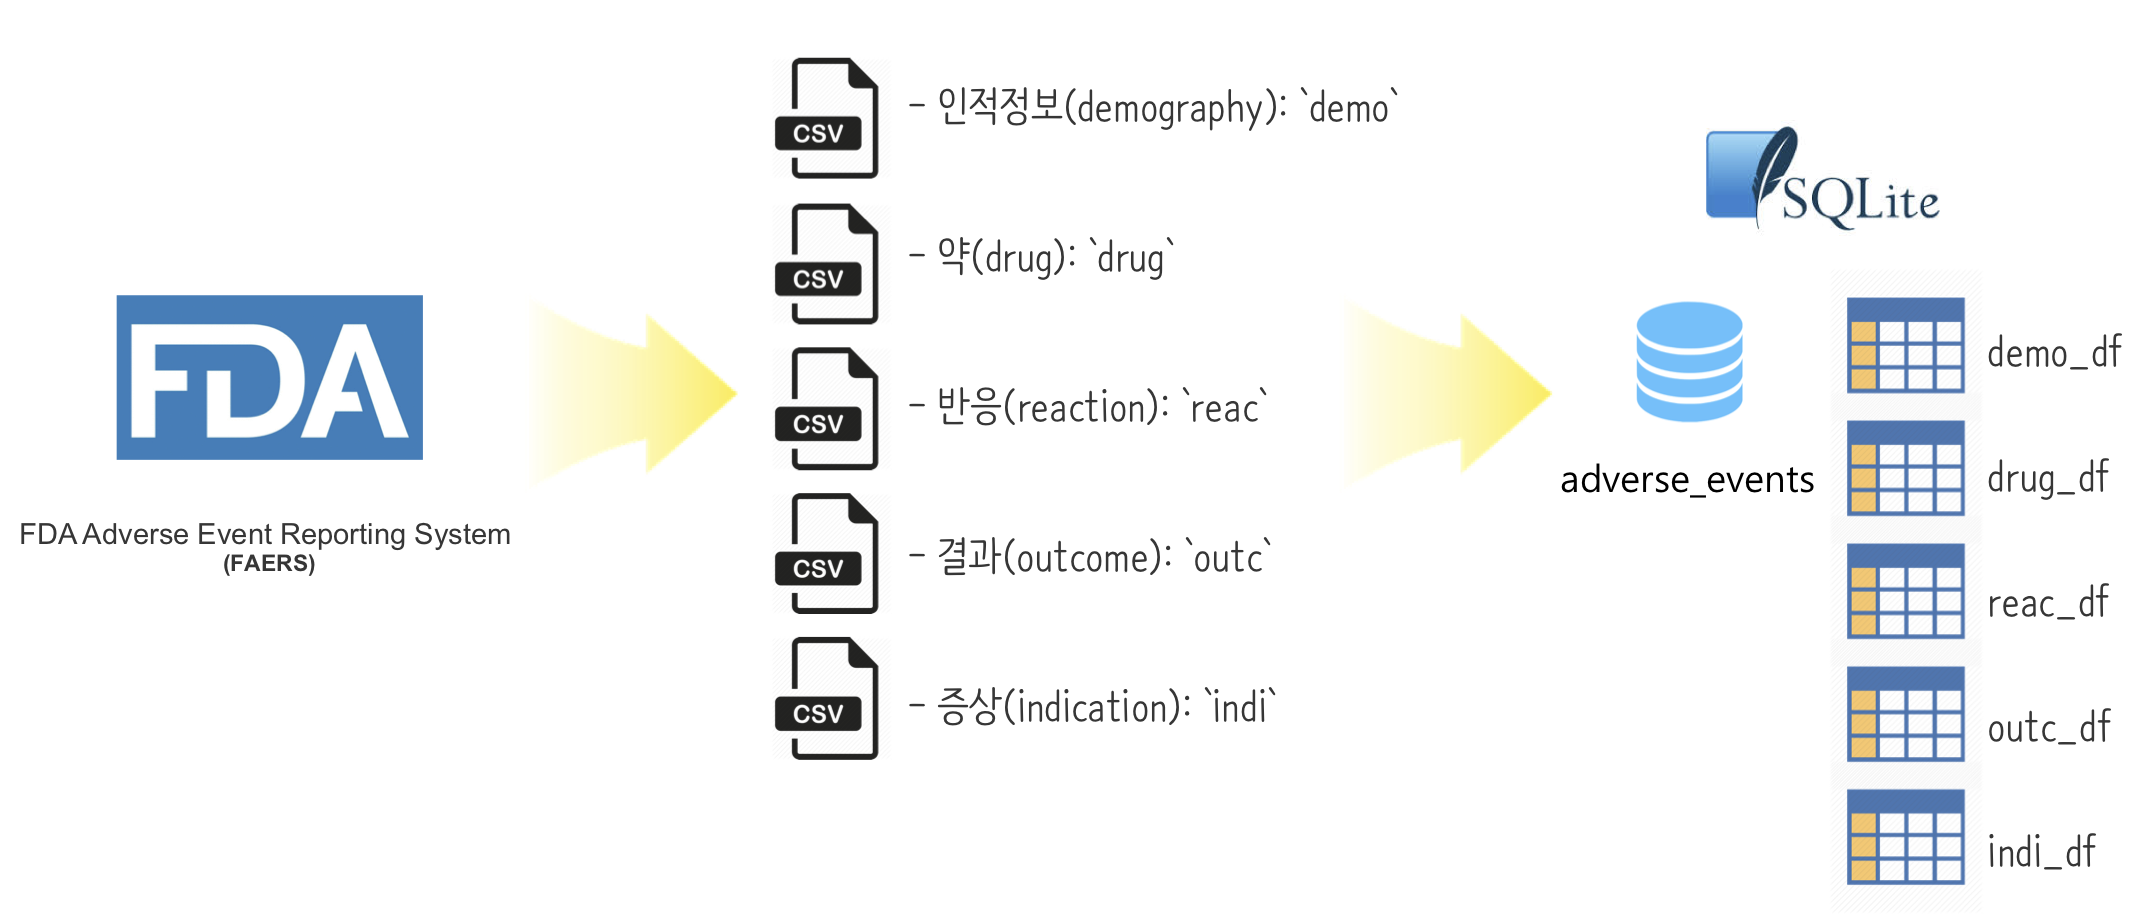 FDA
FDA Adverse Event Reporting System
(FAERS)
CSV
- 인적정보(demography): `demo`
CSV
- 약(drug): `drug`
CSV
- 반응(reaction): `reac`
CSV
- 결과(outcome): `outc`
CSV
- 증상(indication): `indi`
SQLite
adverse_events
demo_df
drug_df
reac_df
outc_df
indi_df